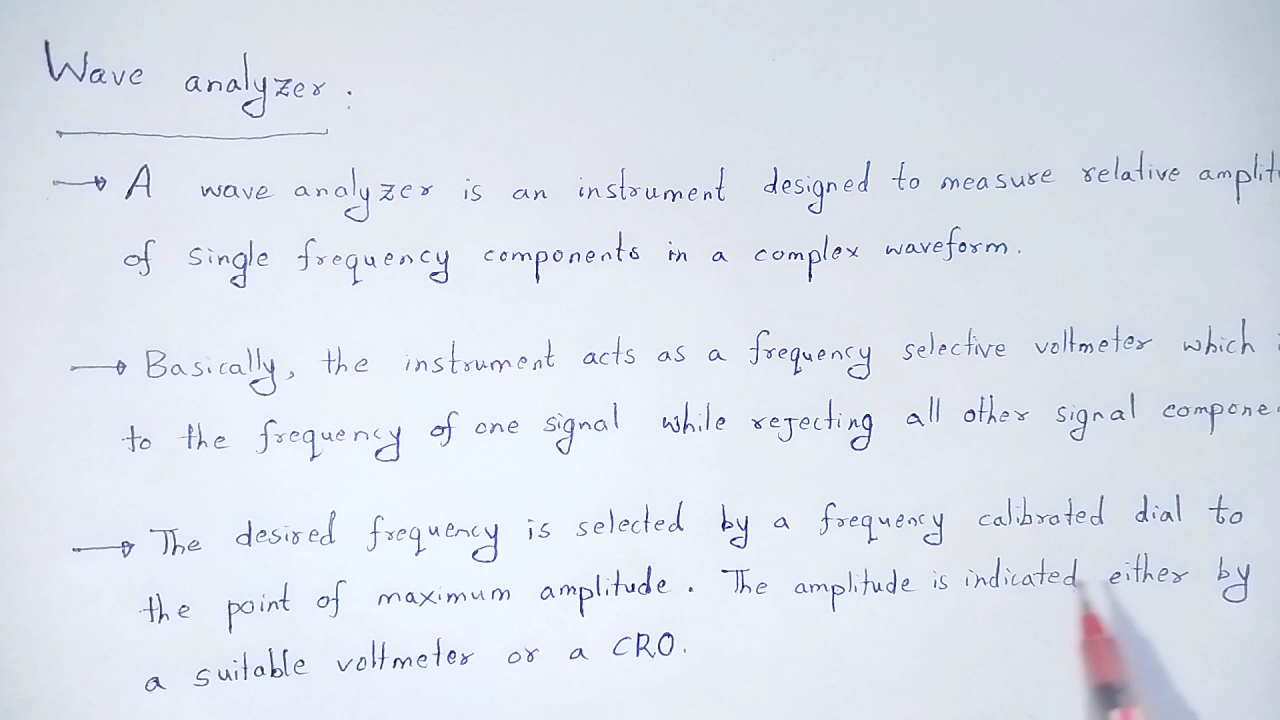 Wave analyzer :
→ A wave analyzer is an instrument designed to measure relative amplit
of single frequency components in a complex waveform.
→ Basically, the instrument acts as a frequency selective voltmeter which
to the frequency of one signal while rejecting all other signal compone
→ The desired frequency is selected by a frequency calibrated dial to
the point of maximum amplitude. The amplitude is indicated either by
a suitable voltmeter or a CRO.